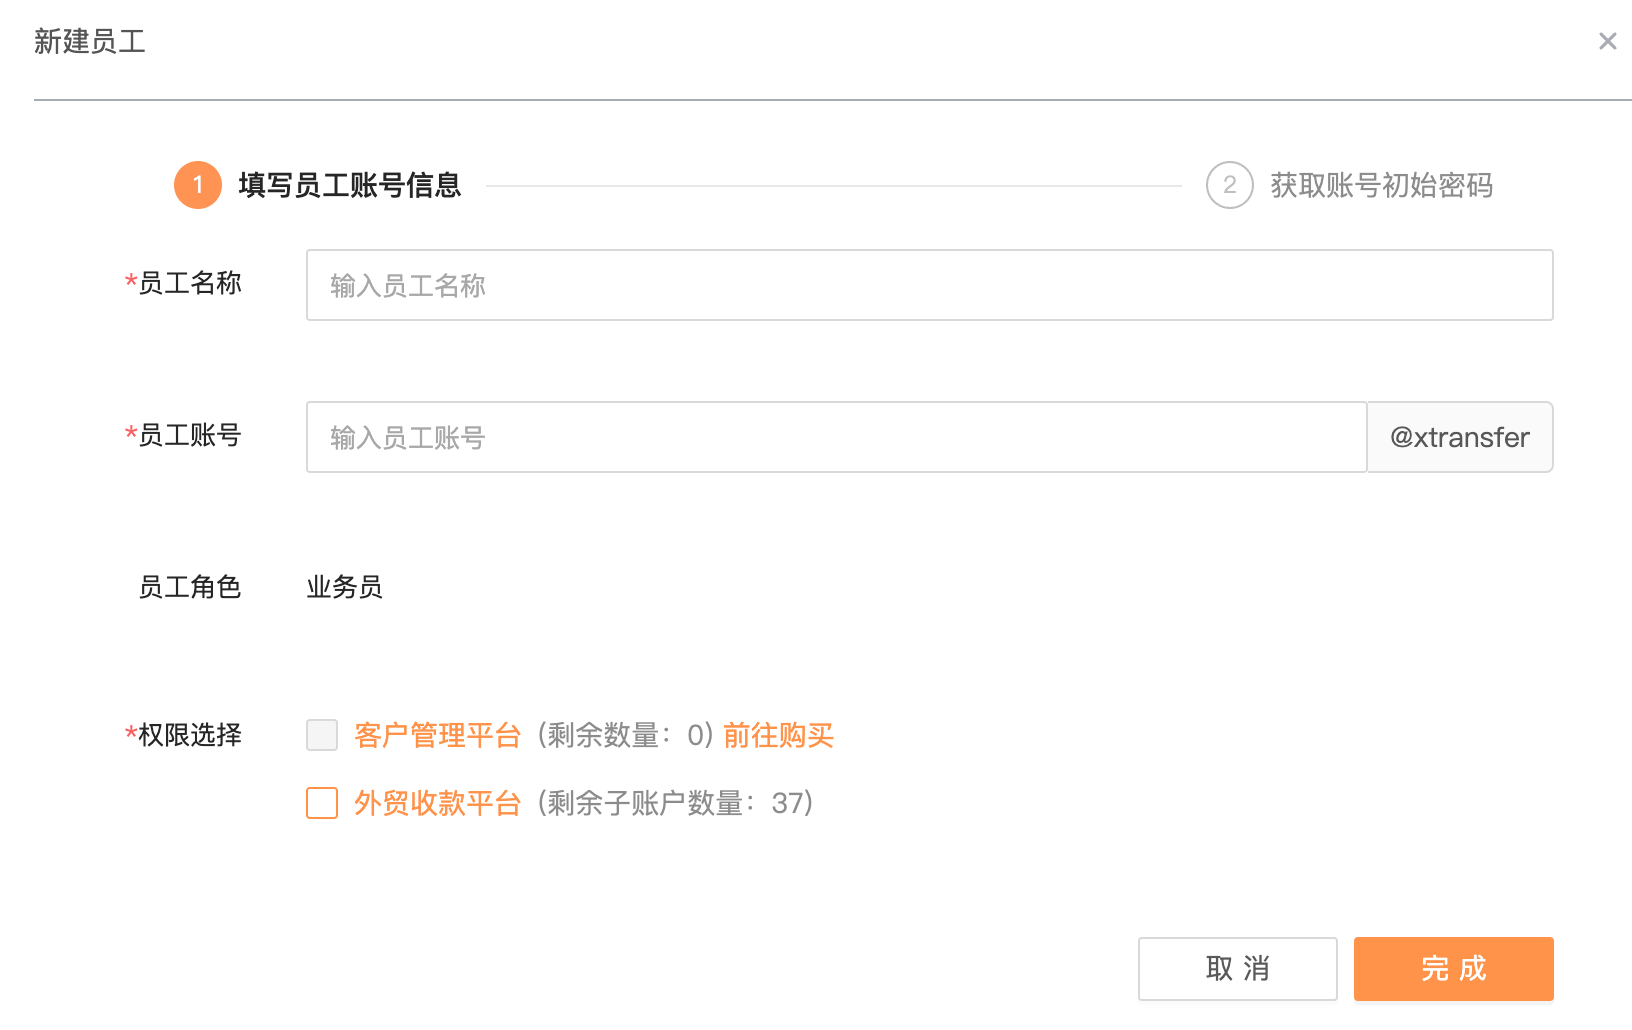 新建员工
1 填写员工账号信息 2 获取账号初始密码
*员工名称 输入员工名称
*员工账号 输入员工账号 @xtransfer
员工角色 业务员
*权限选择 客户管理平台 (剩余数量：0) 前往购买
外贸收款平台 (剩余子账户数量：37)
取 消 完 成